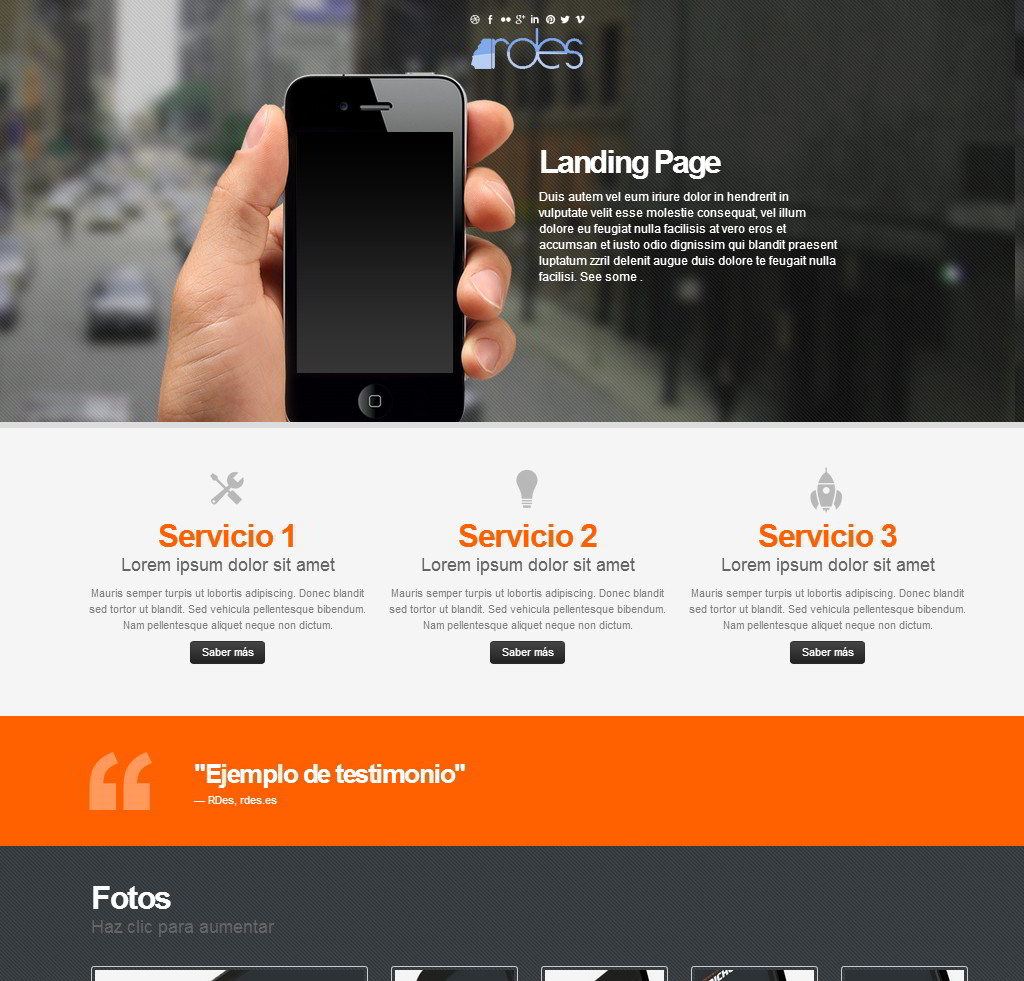 rdes
Landing Page
Duis autem vel eum iriure dolor in hendrerit in
vulputate velit esse molestie consequat, vel illum
dolore eu feugiat nulla facilisis at vero eros et
accumsan et iusto odio dignissim qui blandit praesent
luptatum zzril delenit augue duis dolore te feugait nulla
facilisi. See some .
Servicio 1
Lorem ipsum dolor sit amet
Mauris semper turpis ut lobortis adipiscing. Donec blandit
sed tortor ut blandit. Sed vehicula pellentesque bibendum.
Nam pellentesque aliquet neque non dictum.
Saber más
Servicio 2
Lorem ipsum dolor sit amet
Mauris semper turpis ut lobortis adipiscing. Donec blandit
sed tortor ut blandit. Sed vehicula pellentesque bibendum.
Nam pellentesque aliquet neque non dictum.
Saber más
Servicio 3
Lorem ipsum dolor sit amet
Mauris semper turpis ut lobortis adipiscing. Donec blandit
sed tortor ut blandit. Sed vehicula pellentesque bibendum.
Nam pellentesque aliquet neque non dictum.
Saber más
"Ejemplo de testimonio"
— RDes, rdes.es
Fotos
Haz clic para aumentar